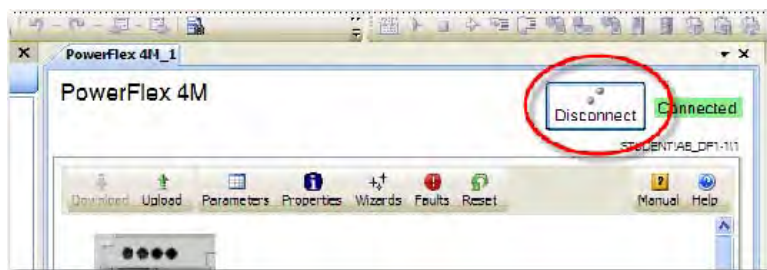 PowerFlex 4M_1
PowerFlex 4M
Disconnect
Connected
STUDENT\AB_DF1-1\1
Download Upload Parameters Properties Wizards Faults Reset Manual Help